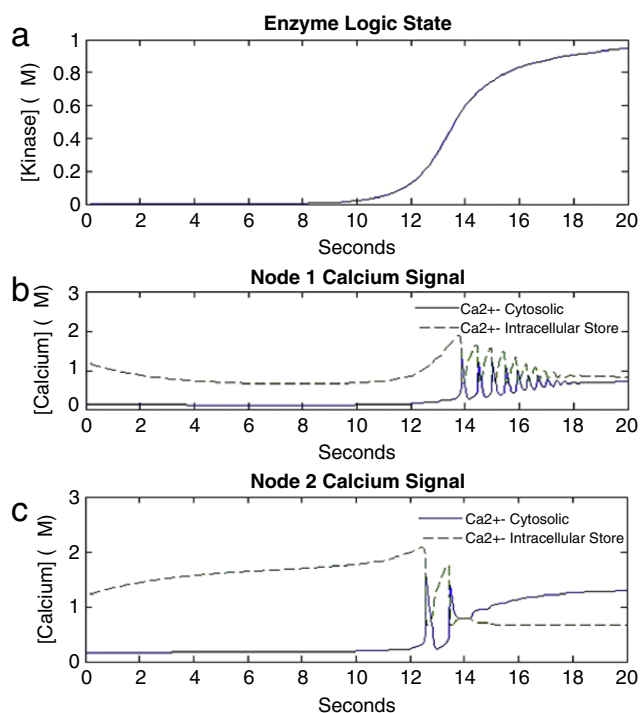 a
Enzyme Logic State
[Kinase] ( M)
1
0.8
0.6
0.4
0.2
0
0 2 4 6 8 10 12 14 16 18 20
Seconds
b
Node 1 Calcium Signal
[Calcium] ( M)
3
2
1
0
Ca2+- Cytosolic
Ca2+- Intracellular Store
0 2 4 6 8 10 12 14 16 18 20
Seconds
c
Node 2 Calcium Signal
[Calcium] ( M)
3
2
1
0
Ca2+- Cytosolic
Ca2+- Intracellular Store
0 2 4 6 8 10 12 14 16 18 20
Seconds